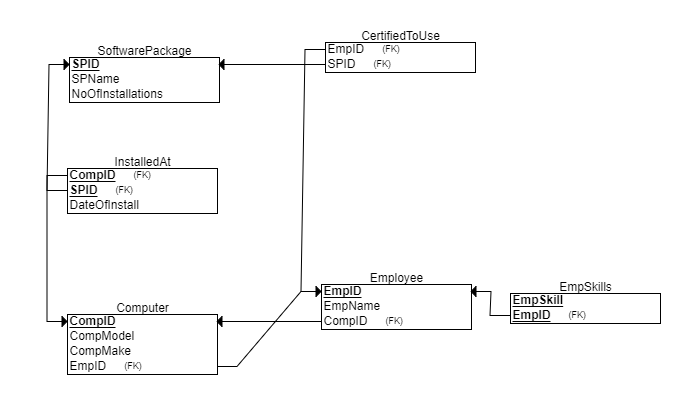 CertifiedToUse
EmpID (FK)
SPID (FK)
SoftwarePackage
SPID
SPName
NoOfInstallations
InstalledAt
CompID (FK)
SPID (FK)
DateOfInstall
Employee
EmpID
EmpName
CompID (FK)
EmpSkills
EmpSkill
EmpID (FK)
Computer
CompID
CompModel
CompMake
EmpID (FK)